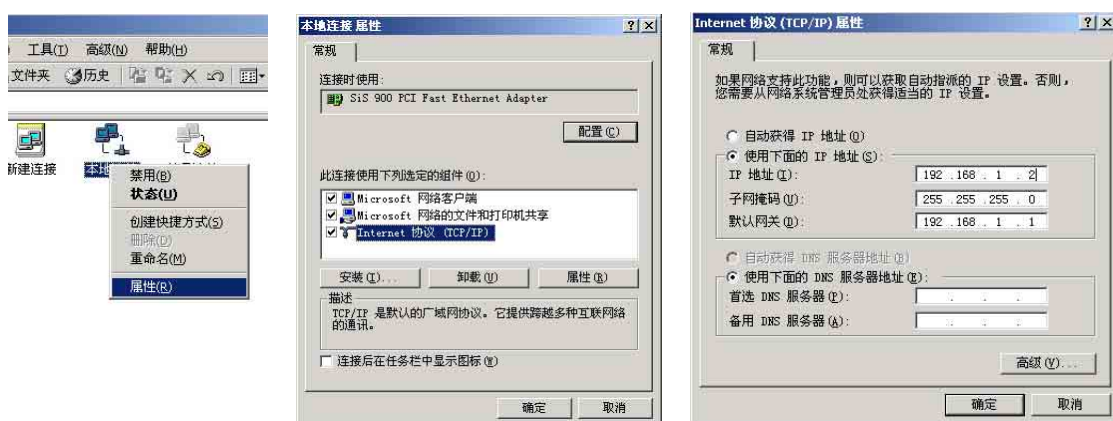 工具(T) 高级(N) 帮助(H)
文件夹 历史
新建连接
禁用(B)
状态(U)
创建快捷方式(S)
删除(D)
重命名(M)
属性(R)
本地连接 属性
常规
连接时使用:
SiS 900 PCI Fast Ethernet Adapter
配置(C)
此连接使用下列选定的组件(O):
Microsoft 网络客户端
Microsoft 网络的文件和打印机共享
Internet 协议 (TCP/IP)
安装(I)... 卸载(U) 属性(R)
描述
TCP/IP 是默认的广域网协议。它提供跨越多种互联网络
的通讯。
连接后在任务栏中显示图标(W)
确定 取消
Internet 协议 (TCP/IP) 属性
常规
如果网络支持此功能，则可以获取自动指派的 IP 设置。否则，
您需要从网络系统管理员处获得适当的 IP 设置。
自动获得 IP 地址(O)
使用下面的 IP 地址(S):
IP 地址(I): 192 .168 . 1 . 2
子网掩码(U): 255 .255 .255 . 0
默认网关(D): 192 .168 . 1 . 1
自动获得 DNS 服务器地址(B)
使用下面的 DNS 服务器地址(E):
首选 DNS 服务器(P): . . .
备用 DNS 服务器(A): . . .
高级(V)...
确定 取消